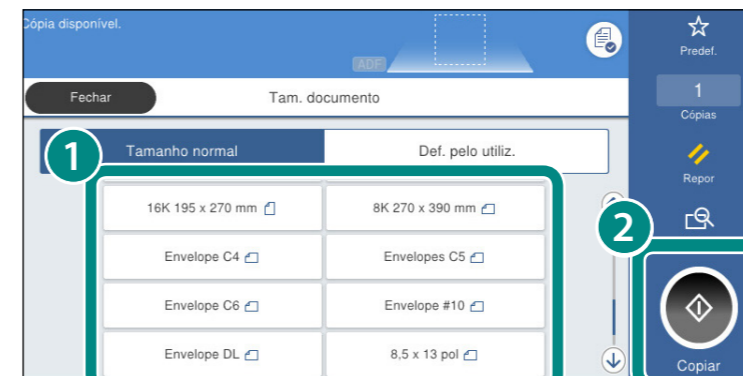 Cópia disponível.
ADF
Predef.
Fechar
Tam. documento
1
Cópias
1
Tamanho normal
Def. pelo utiliz.
Repor
16K 195 x 270 mm
8K 270 x 390 mm
2
Envelope C4
Envelopes C5
Envelope C6
Envelope #10
Envelope DL
8,5 x 13 pol
Copiar